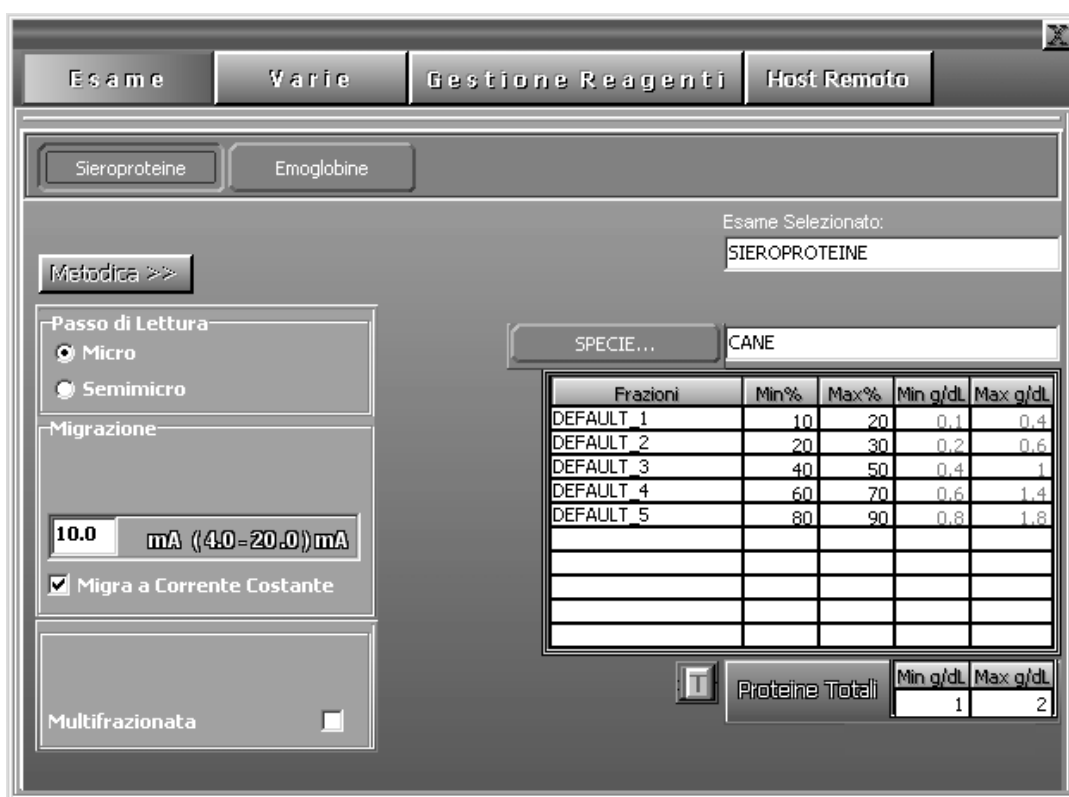 X
Esame Varie Gestione Reagenti Host Remoto
Sieroproteine Emoglobine
Esame Selezionato:
SIEROPROTEINE
Metodica >>
Passo di Lettura
Micro
Semimicro
SPECIE... CANE
Frazioni Min% Max% Min g/dL Max g/dL
DEFAULT_1 10 20 0.1 0.4
DEFAULT_2 20 30 0.2 0.6
DEFAULT_3 40 50 0.4 1
DEFAULT_4 60 70 0.6 1.4
DEFAULT_5 80 90 0.8 1.8
Migrazione
10.0 mA ((4.0-20.0))mA
Migra a Corrente Costante
T Proteine Totali Min g/dL Max g/dL
1 2
Multifrazionata